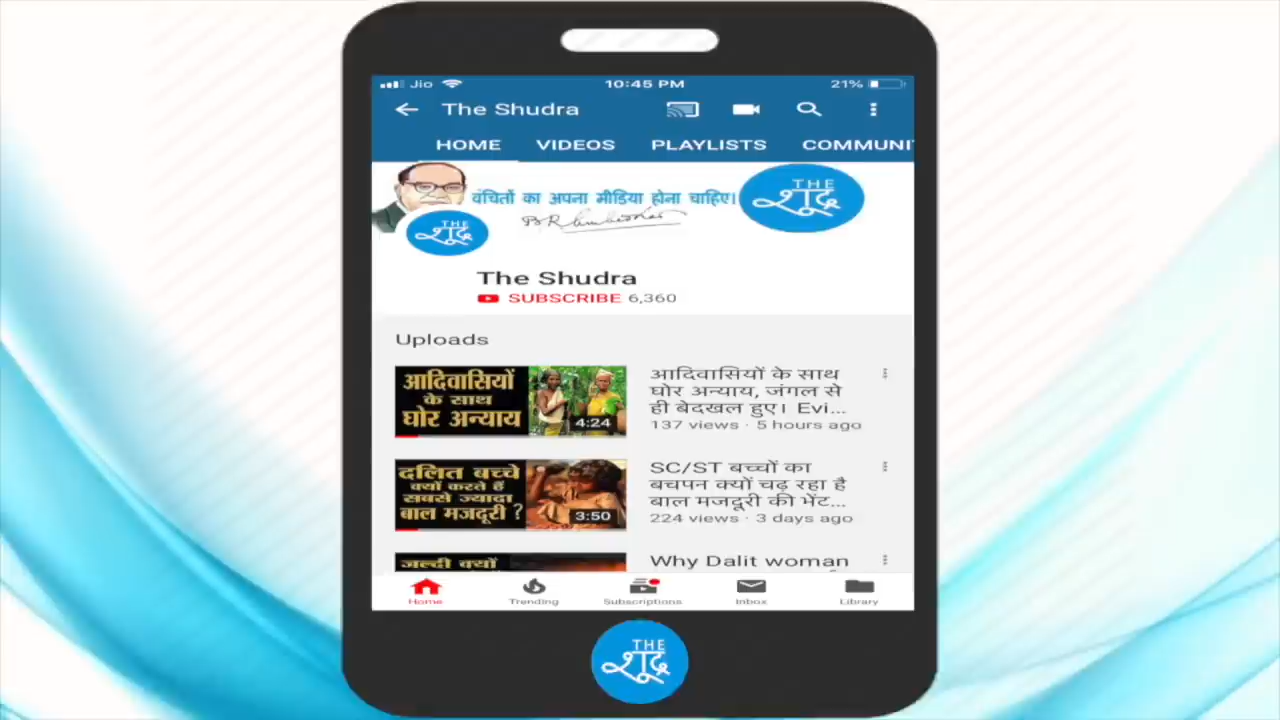 Jio 10:45 PM 21%
The Shudra
HOME VIDEOS PLAYLISTS COMMUNI
वंचितों का अपना मीडिया होना चाहिए।
THE
शूद्र
THE
शूद्र
The Shudra
SUBSCRIBE 6,360
Uploads
आदिवासियों
के साथ
घोर अन्याय
4:24
आदिवासियों के साथ
घोर अन्याय, जंगल से
ही बेदखल हुए। Evi...
137 views · 5 hours ago
दलित बच्चे
क्यों करते हैं
सबसे ज्यादा
बाल मजदूरी ?
3:50
SC/ST बच्चों का
बचपन क्यों चढ़ रहा है
बाल मजदूरी की भेंट...
224 views · 3 days ago
जल्दी क्यों
Why Dalit woman
Home Trending Subscriptions Inbox Library
THE
शूद्र